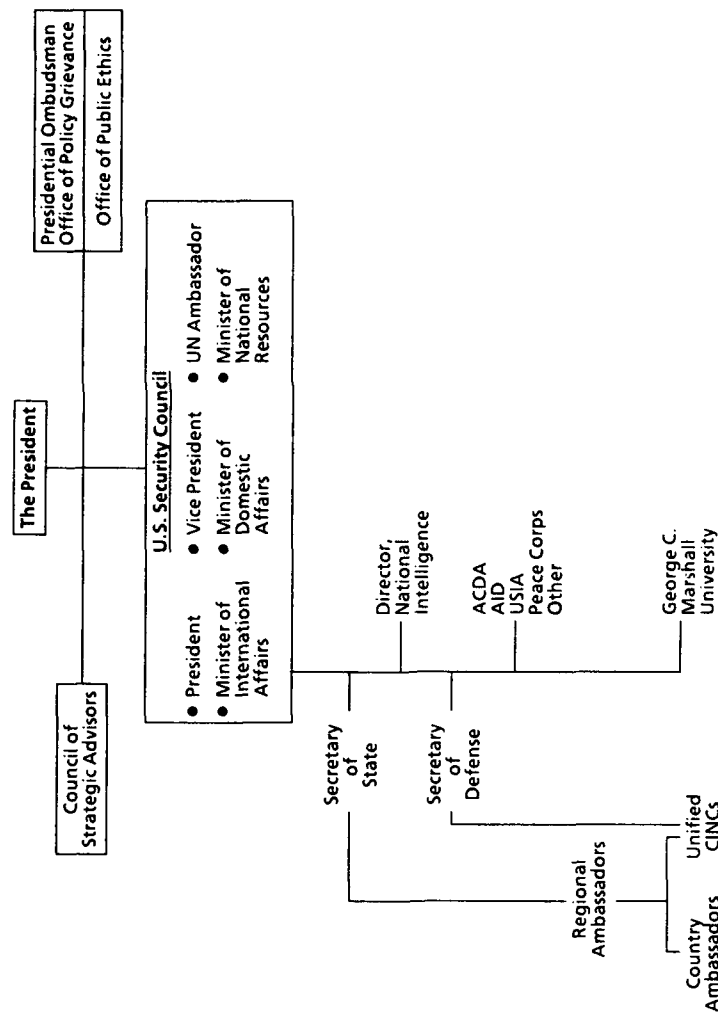 The President
Council of
Strategic Advisors
Presidential Ombudsman
Office of Policy Grievance
Office of Public Ethics
U.S. Security Council
● President
● Vice President
● UN Ambassador
● Minister of
International
Affairs
● Minister of
Domestic
Affairs
● Minister of
National
Resources
Secretary
of
State
Director,
National
Intelligence
Secretary
of
Defense
ACDA
AID
USIA
Peace Corps
Other
Regional
Ambassadors
Country
Ambassadors
Unified
CINCs
George C.
Marshall
University